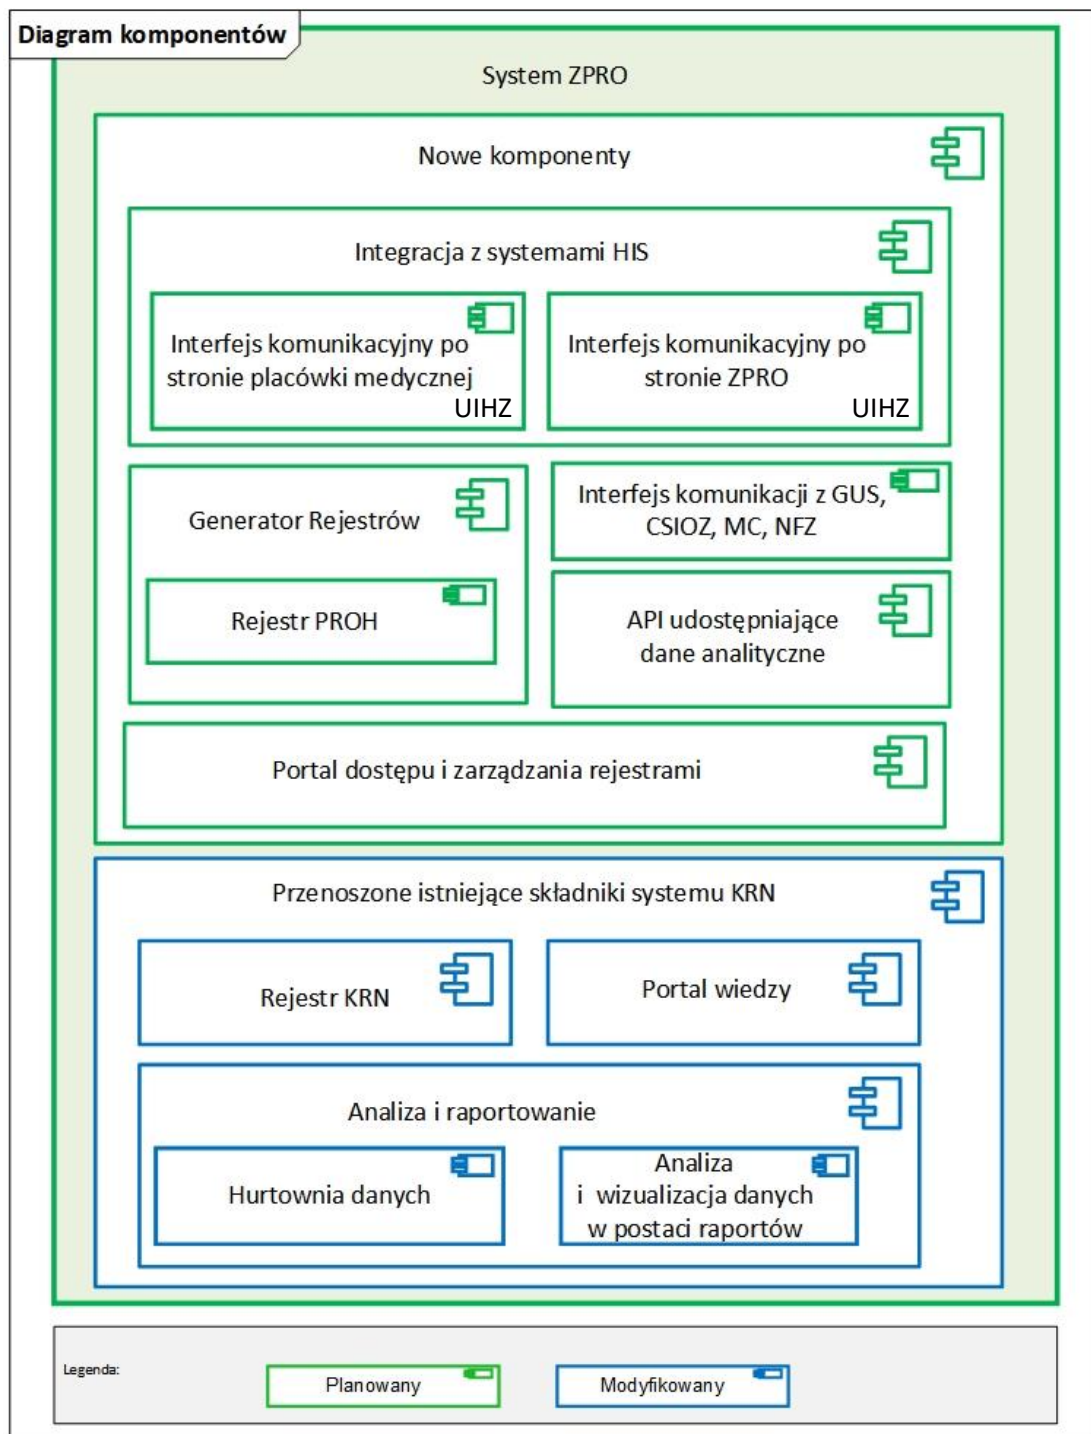 Diagram komponentów
System ZPRO
Nowe komponenty
Integracja z systemami HIS
Interfejs komunikacyjny po
stronie placówki medycznej
UIHZ
Interfejs komunikacyjny po
stronie ZPRO
UIHZ
Generator Rejestrów
Rejestr PROH
Interfejs komunikacji z GUS,
CSIOZ, MC, NFZ
API udostępniające
dane analityczne
Portal dostępu i zarządzania rejestrami
Przenoszone istniejące składniki systemu KRN
Rejestr KRN
Portal wiedzy
Analiza i raportowanie
Hurtownia danych
Analiza
i wizualizacja danych
w postaci raportów
Legenda:
Planowany
Modyfikowany